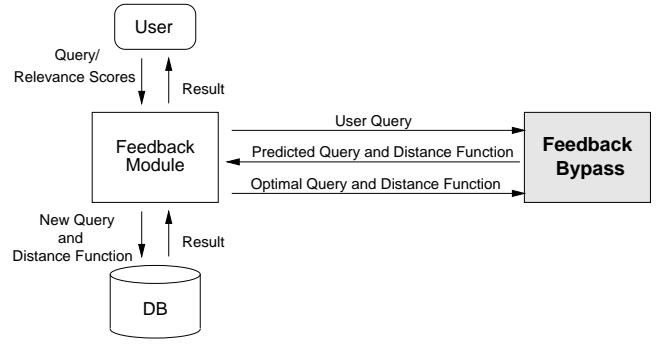 User
Query/
Relevance Scores
Result
User Query
Feedback
Module
Predicted Query and Distance Function
Feedback
Bypass
Optimal Query and Distance Function
New Query
and
Distance Function
Result
DB